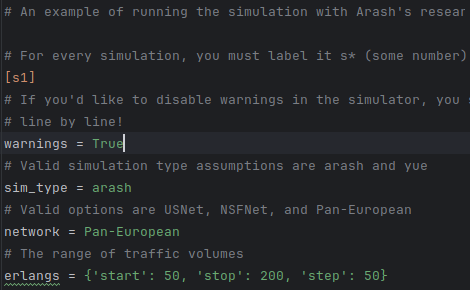 # An example of running the simulation with Arash's resear
# For every simulation, you must label it s* (some number)
[s1]
# If you'd like to disable warnings in the simulator, you s
# line by line!
warnings = True
# Valid simulation type assumptions are arash and yue
sim_type = arash
# Valid options are USNet, NSFNet, and Pan-European
network = Pan-European
# The range of traffic volumes
erlangs = {'start': 50, 'stop': 200, 'step': 50}